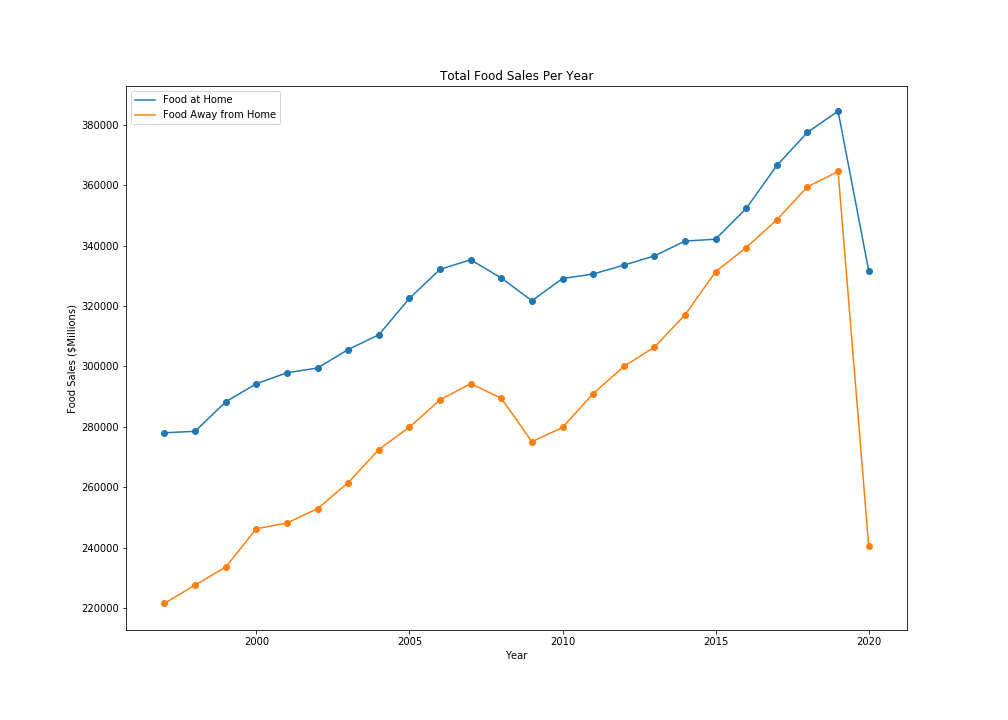 Total Food Sales Per Year
Food at Home
Food Away from Home
380000
360000
340000
320000
300000
280000
260000
240000
220000
Food Sales ($Millions)
2000
2005
2010
2015
2020
Year